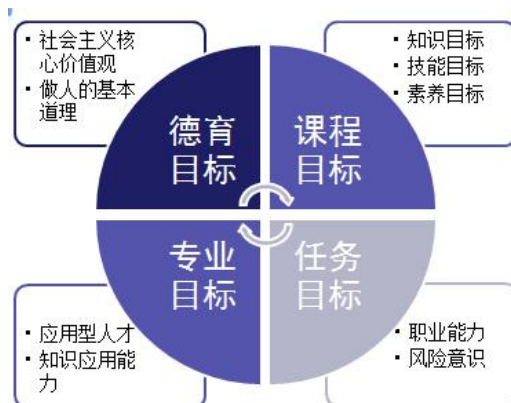 社会主义核
心价值观
做人的基本
道理
知识目标
技能目标
素养目标
德育
目标
课程
目标
专业
目标
任务
目标
应用型人才
知识应用能
力
职业能力
风险意识